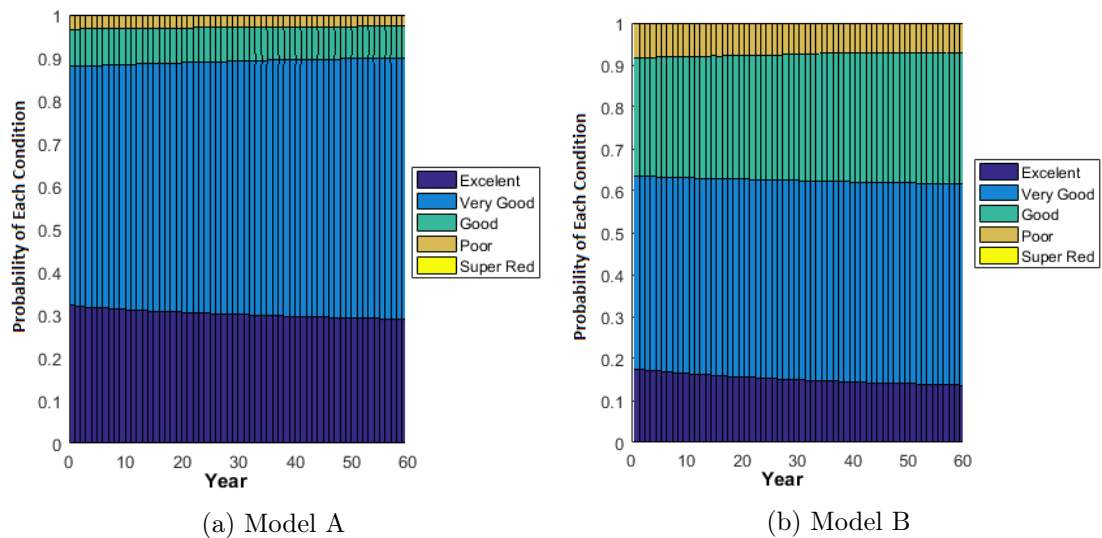 Probability of Each Condition
1
0.9
0.8
0.7
0.6
0.5
0.4
0.3
0.2
0.1
0
0 10 20 30 40 50 60
Year
Excelent
Very Good
Good
Poor
Super Red
(a) Model A
Probability of Each Condition
1
0.9
0.8
0.7
0.6
0.5
0.4
0.3
0.2
0.1
0
0 10 20 30 40 50 60
Year
Excelent
Very Good
Good
Poor
Super Red
(b) Model B